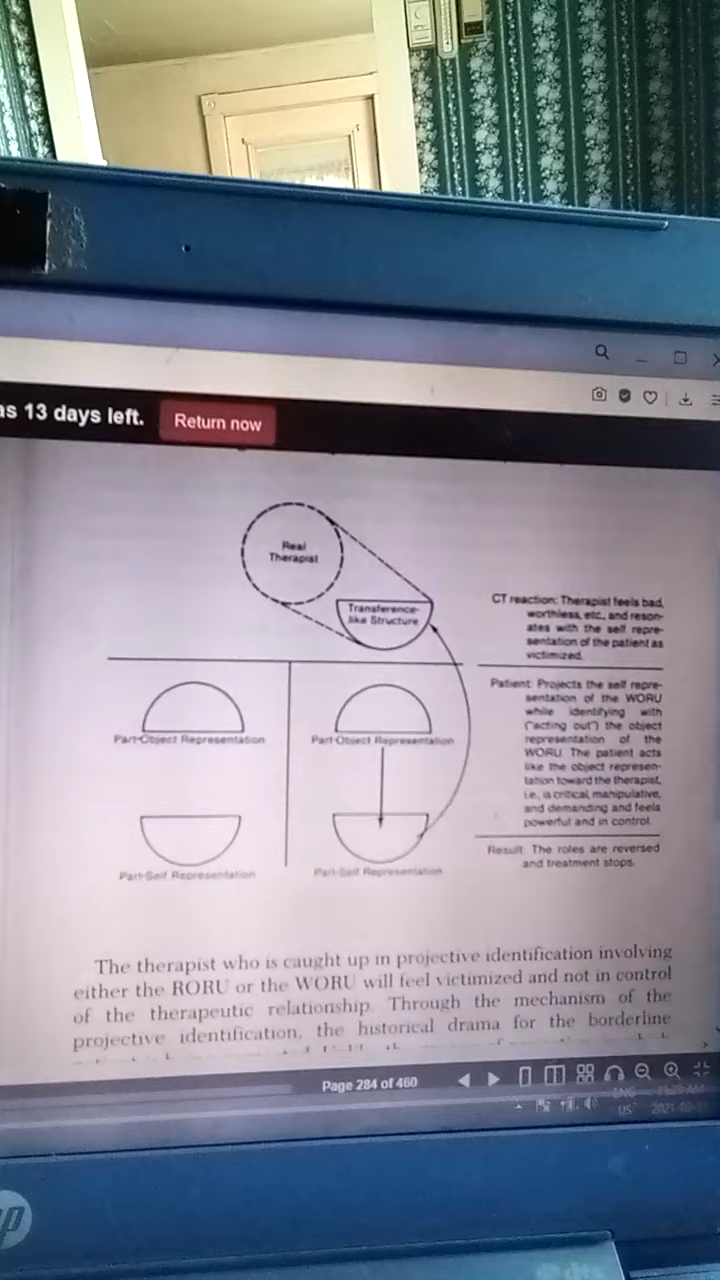 as 13 days left. Return now
Real
Therapist
Transference-
like Structure
CT reaction: Therapist feels bad,
worthless, etc., and reson-
ates with the self repre-
sentation of the patient as
victimized.
Part-Object Representation
Part-Object Representation
Patient: Projects the self repre-
sentation of the WORU
while identifying with
("acting out") the object
representation of the
WORU. The patient acts
like the object represen-
tation toward the therapist,
i.e., is critical, manipulative,
and demanding and feels
powerful and in control.
Part-Self Representation
Part-Self Representation
Result: The roles are reversed
and treatment stops.
The therapist who is caught up in projective identification involving
either the RORU or the WORU will feel victimized and not in control
of the therapeutic relationship. Through the mechanism of the
projective identification, the historical drama for the borderline
Page 284 of 460
ENG
US
hp